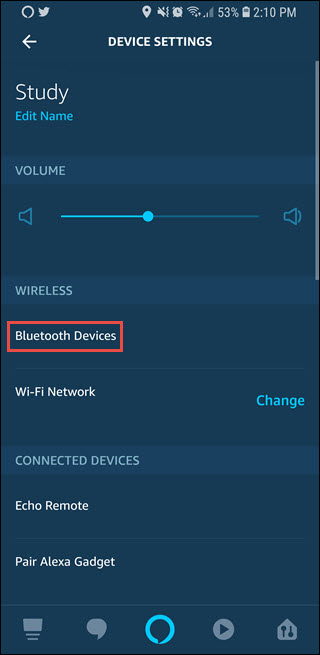 53% 2:10 PM
DEVICE SETTINGS
Study
Edit Name
VOLUME
WIRELESS
Bluetooth Devices
Wi-Fi Network
Change
CONNECTED DEVICES
Echo Remote
Pair Alexa Gadget